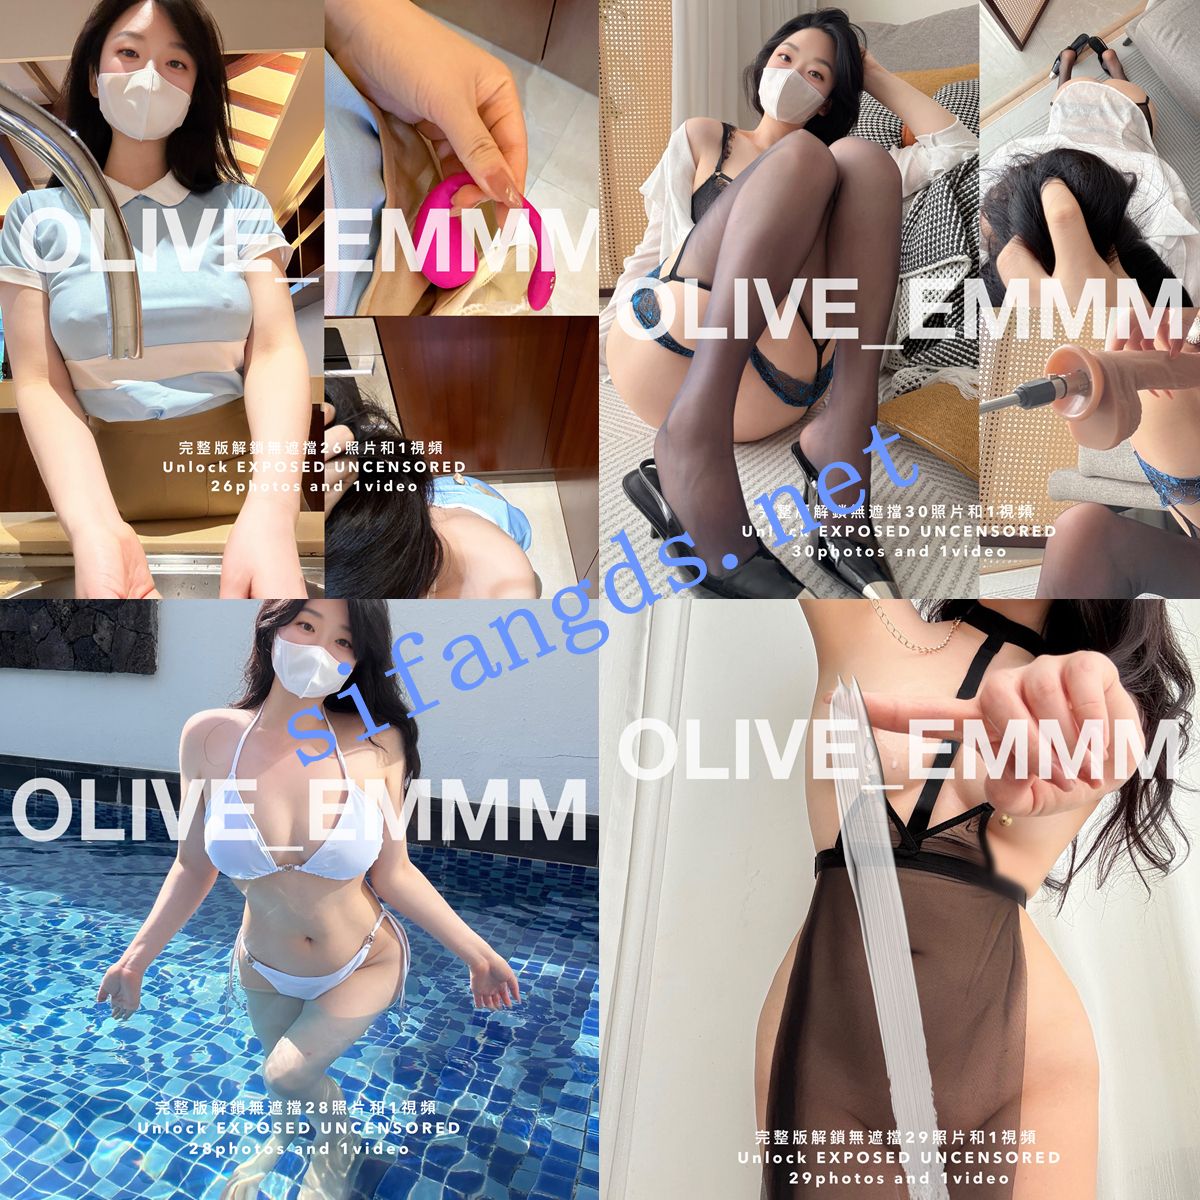 OLIVE_EMMM
完整版解鎖無遮擋26照片和1視頻
Unlock EXPOSED UNCENSORED
26photos and 1video
OLIVE_EMMM
完整版解鎖無遮擋30照片和1視頻
Unlock EXPOSED UNCENSORED
30photos and 1video
sifangds.net
OLIVE_EMMM
完整版解鎖無遮擋28照片和1視頻
Unlock EXPOSED UNCENSORED
28photos and 1video
OLIVE_EMMM
完整版解鎖無遮擋29照片和1視頻
Unlock EXPOSED UNCENSORED
29photos and 1video